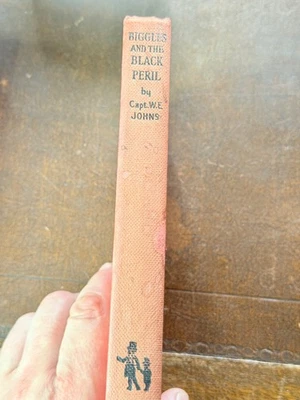 BIGGLES
AND THE
BLACK
PERIL
by
Capt. W. E.
JOHNS